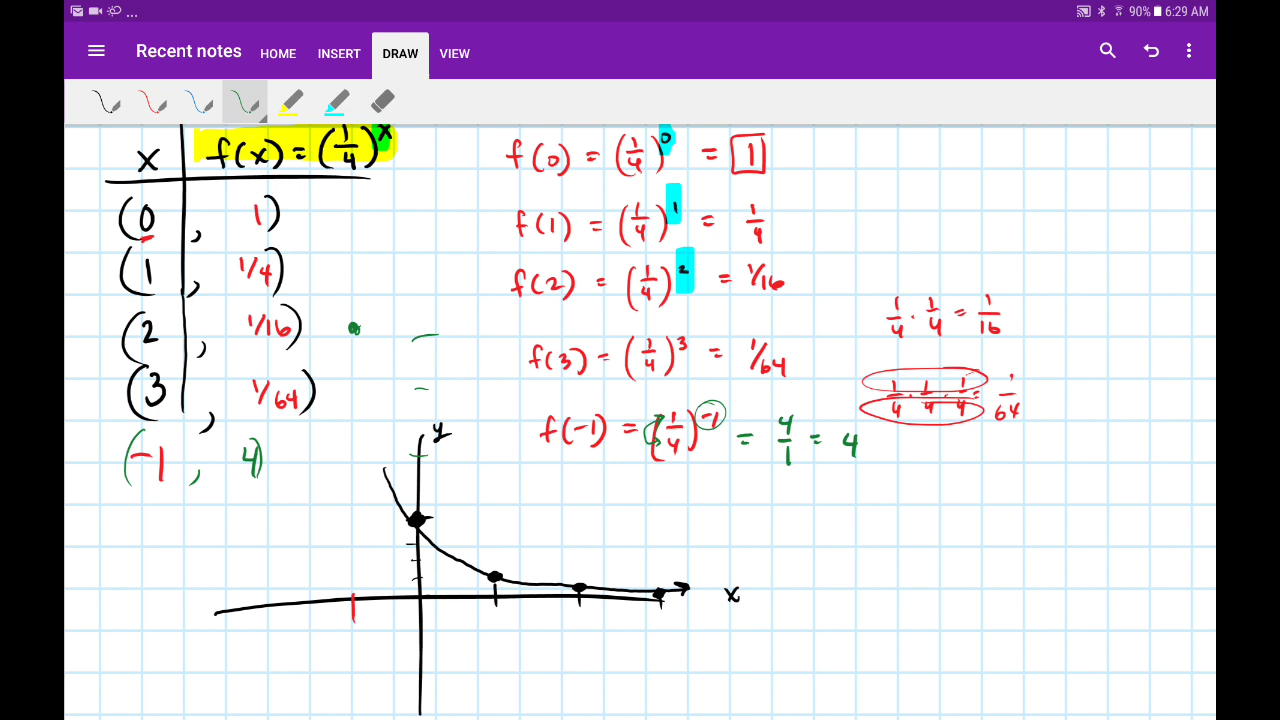 ... 90% 6:29 AM
Recent notes HOME INSERT DRAW VIEW
x f(x) = (1/4)^x
(0 , 1)
(1 , 1/4)
(2 , 1/16)
(3 , 1/64)
(-1 , 4)
f(0) = (1/4)^0 = 1
f(1) = (1/4)^1 = 1/4
f(2) = (1/4)^2 = 1/16
f(3) = (1/4)^3 = 1/64
f(-1) = (1/4)^-1 = 4/1 = 4
1/4 · 1/4 = 1/16
1/4 · 1/4 · 1/4 = 1/64
y
x